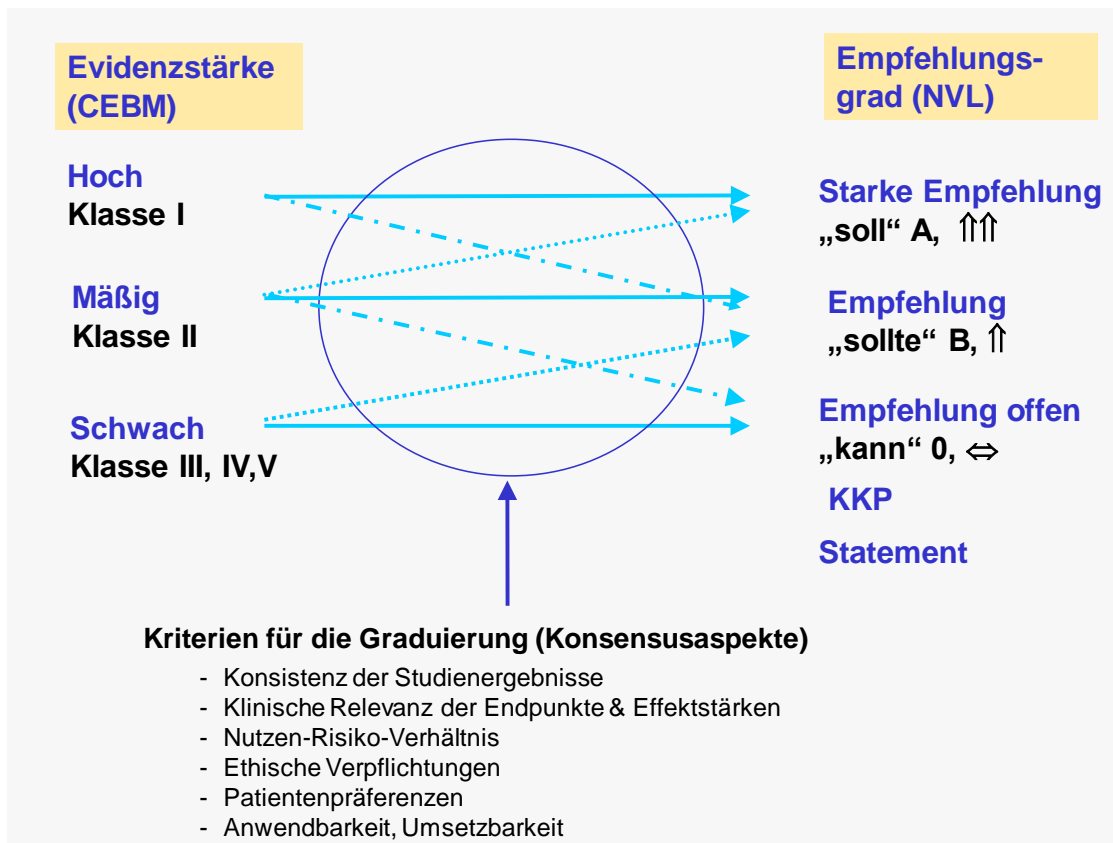 Evidenzstärke
(CEBM)
Empfehlungs-
grad (NVL)
Hoch
Klasse I
Starke Empfehlung
„soll“ A, ⇑⇑
Mäßig
Klasse II
Empfehlung
„sollte“ B, ⇑
Schwach
Klasse III, IV,V
Empfehlung offen
„kann“ 0, ⇔
KKP
Statement
Kriterien für die Graduierung (Konsensusaspekte)
- Konsistenz der Studienergebnisse
- Klinische Relevanz der Endpunkte & Effektstärken
- Nutzen-Risiko-Verhältnis
- Ethische Verpflichtungen
- Patientenpräferenzen
- Anwendbarkeit, Umsetzbarkeit